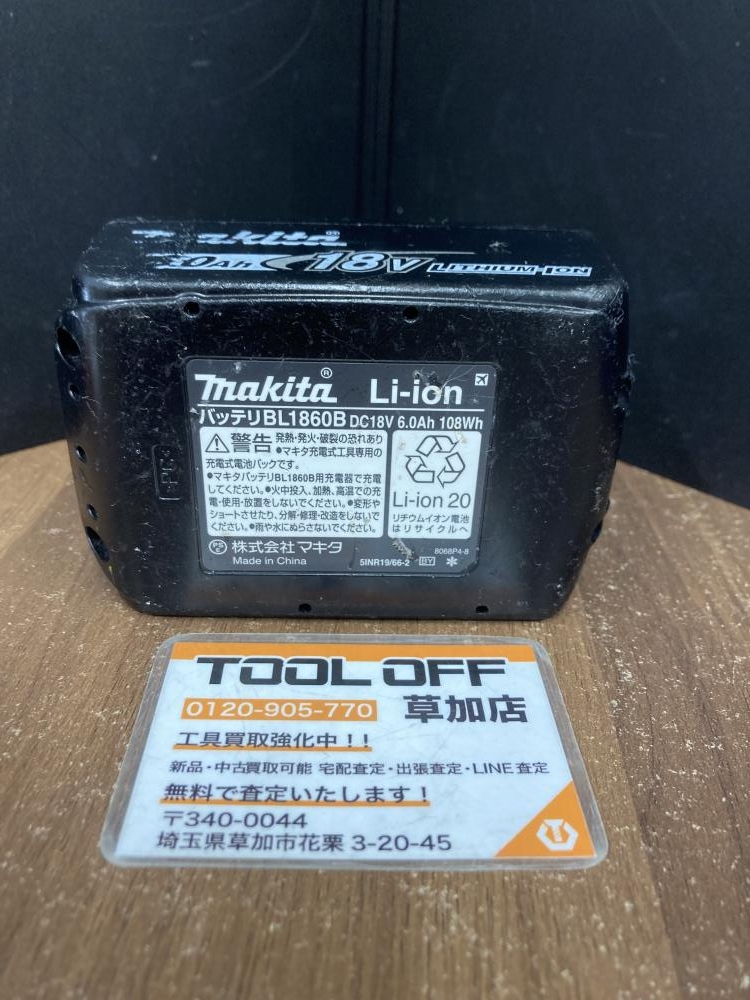 makita
.0Ah 18V LITHIUM-ION
makita® Li-ion
バッテリBL1860B DC18V 6.0Ah 108Wh
警告 発熱・発火・破裂の恐れあり
●マキタ充電式工具専用の
充電式電池パックです。
●マキタバッテリBL1860B用充電器で充電
してください。●火中投入、加熱、高温での充
電・使用・放置をしないでください。●変形や
ショートさせたり、分解・修理・改造をしないで
ください。●雨や水にぬらさないでください。
Li-ion 20
リチウムイオン電池
はリサイクルへ
PSE 株式会社マキタ
Made in China
8068P4-8
5INR19/66-2 BY *
TOOL OFF
0120-905-770 草加店
工具買取強化中!!
新品・中古買取可能 宅配査定・出張査定・LINE査定
無料で査定いたします!
〒340-0044
埼玉県草加市花栗 3-20-45